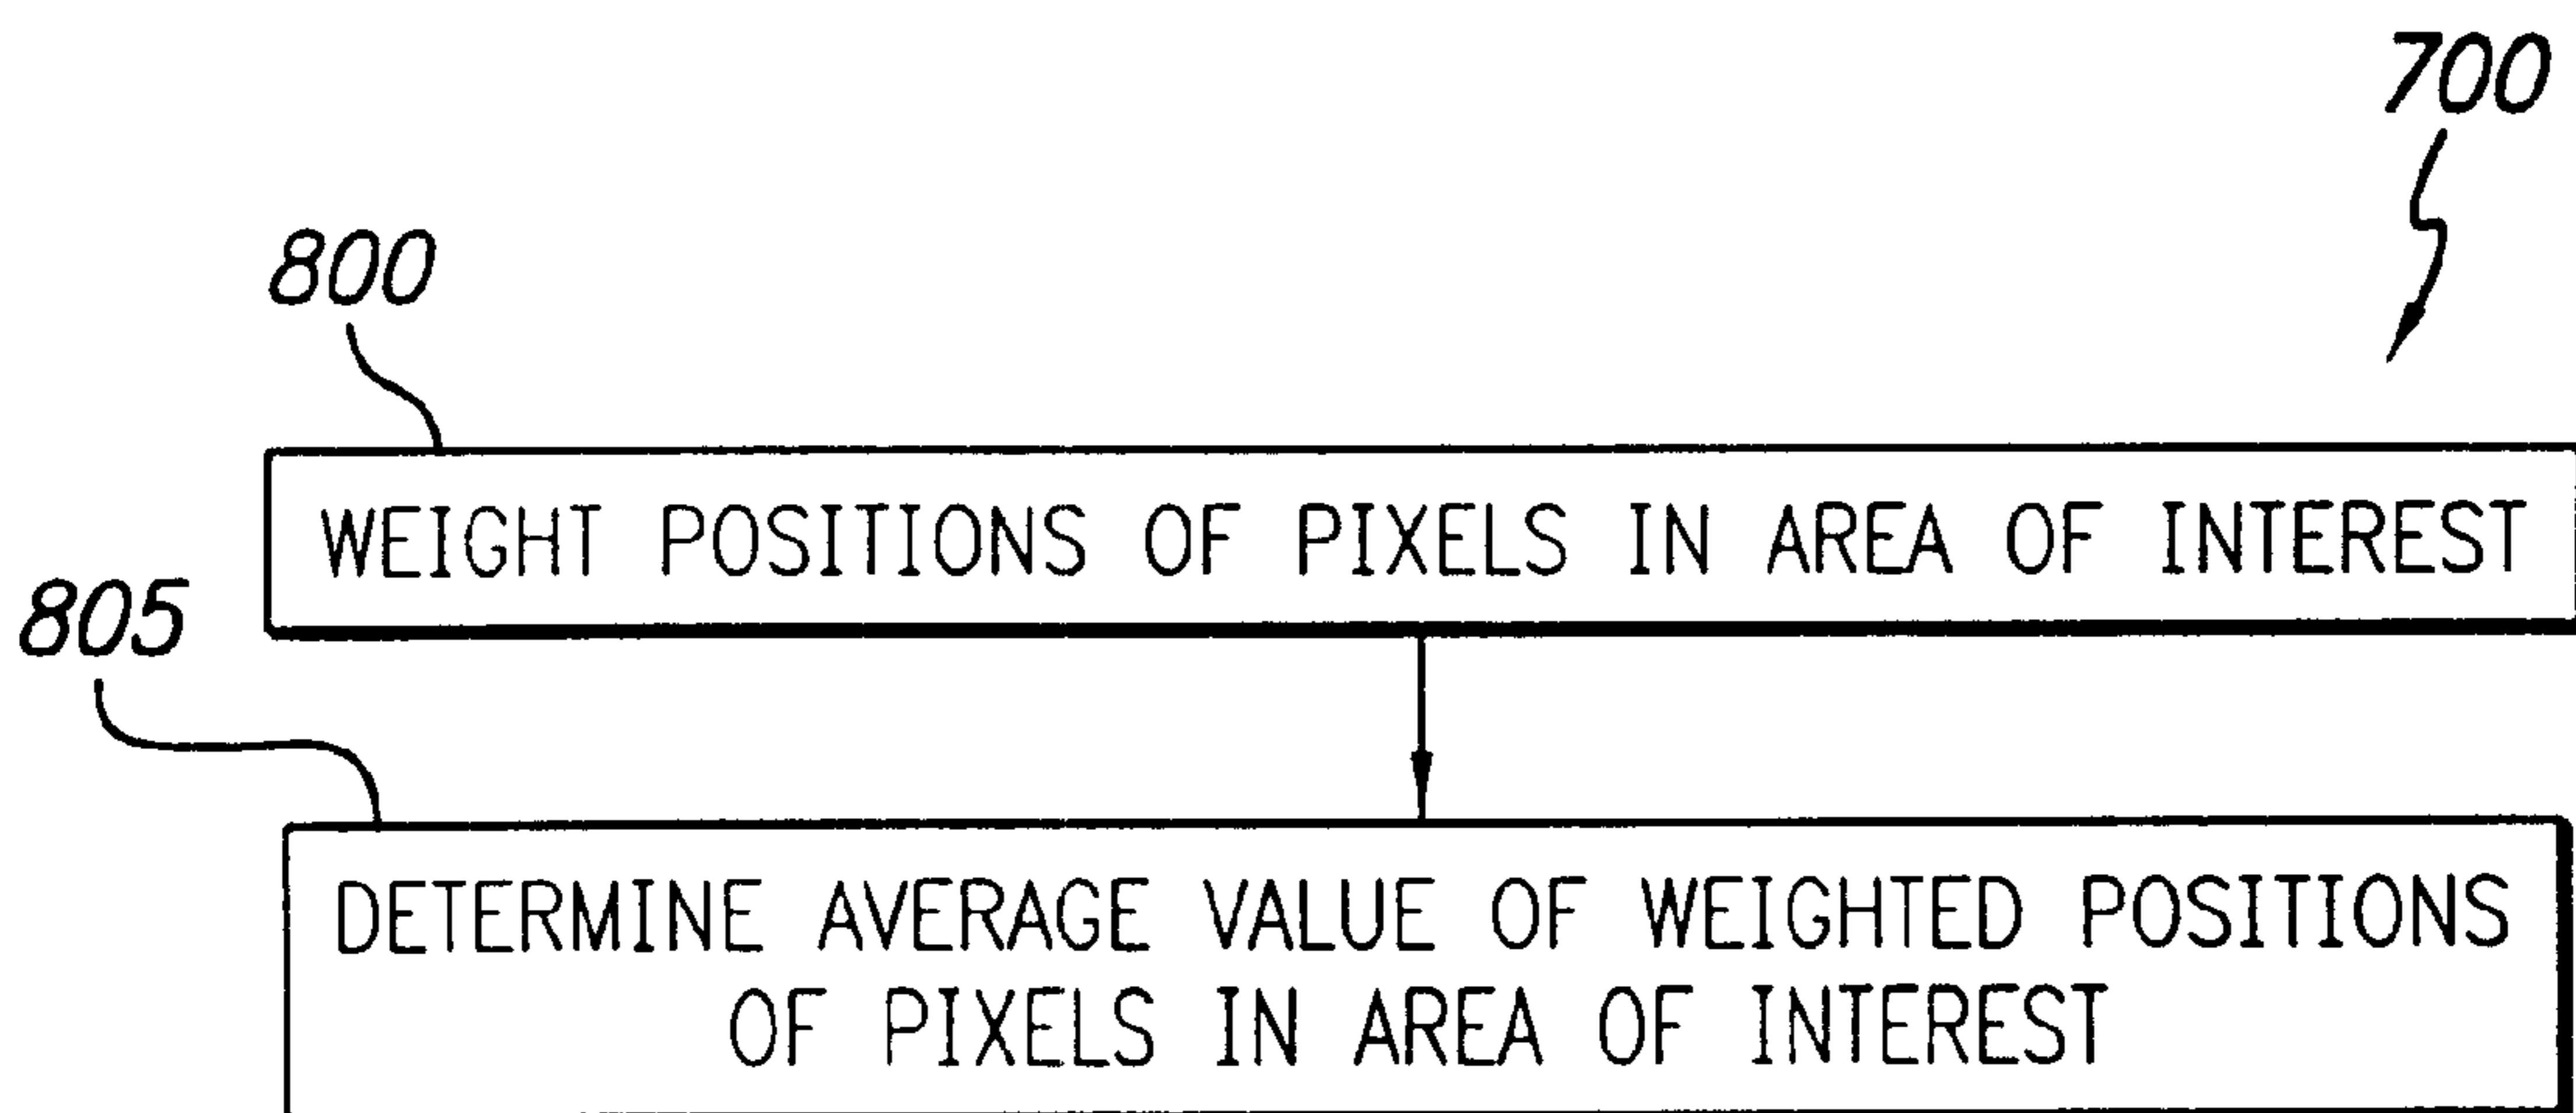 700
800
WEIGHT POSITIONS OF PIXELS IN AREA OF INTEREST
805
DETERMINE AVERAGE VALUE OF WEIGHTED POSITIONS
OF PIXELS IN AREA OF INTEREST